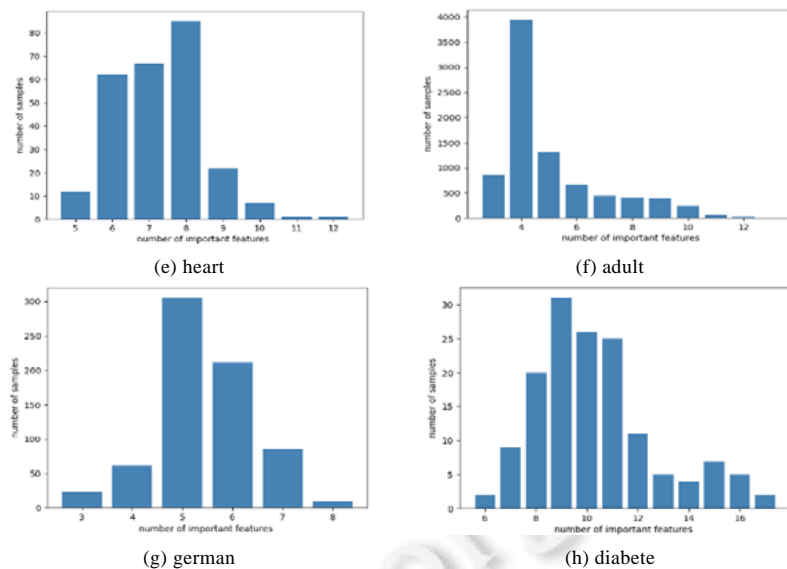 80
70
60
50
40
30
20
10
0
number of samples
5 6 7 8 9 10 11 12
number of important features
(e) heart
4000
3500
3000
2500
2000
1500
1000
500
0
number of samples
4 6 8 10 12
number of important features
(f) adult
300
250
200
150
100
50
0
number of samples
3 4 5 6 7 8
number of important features
(g) german
30
25
20
15
10
5
0
number of samples
6 8 10 12 14 16
number of important features
(h) diabete